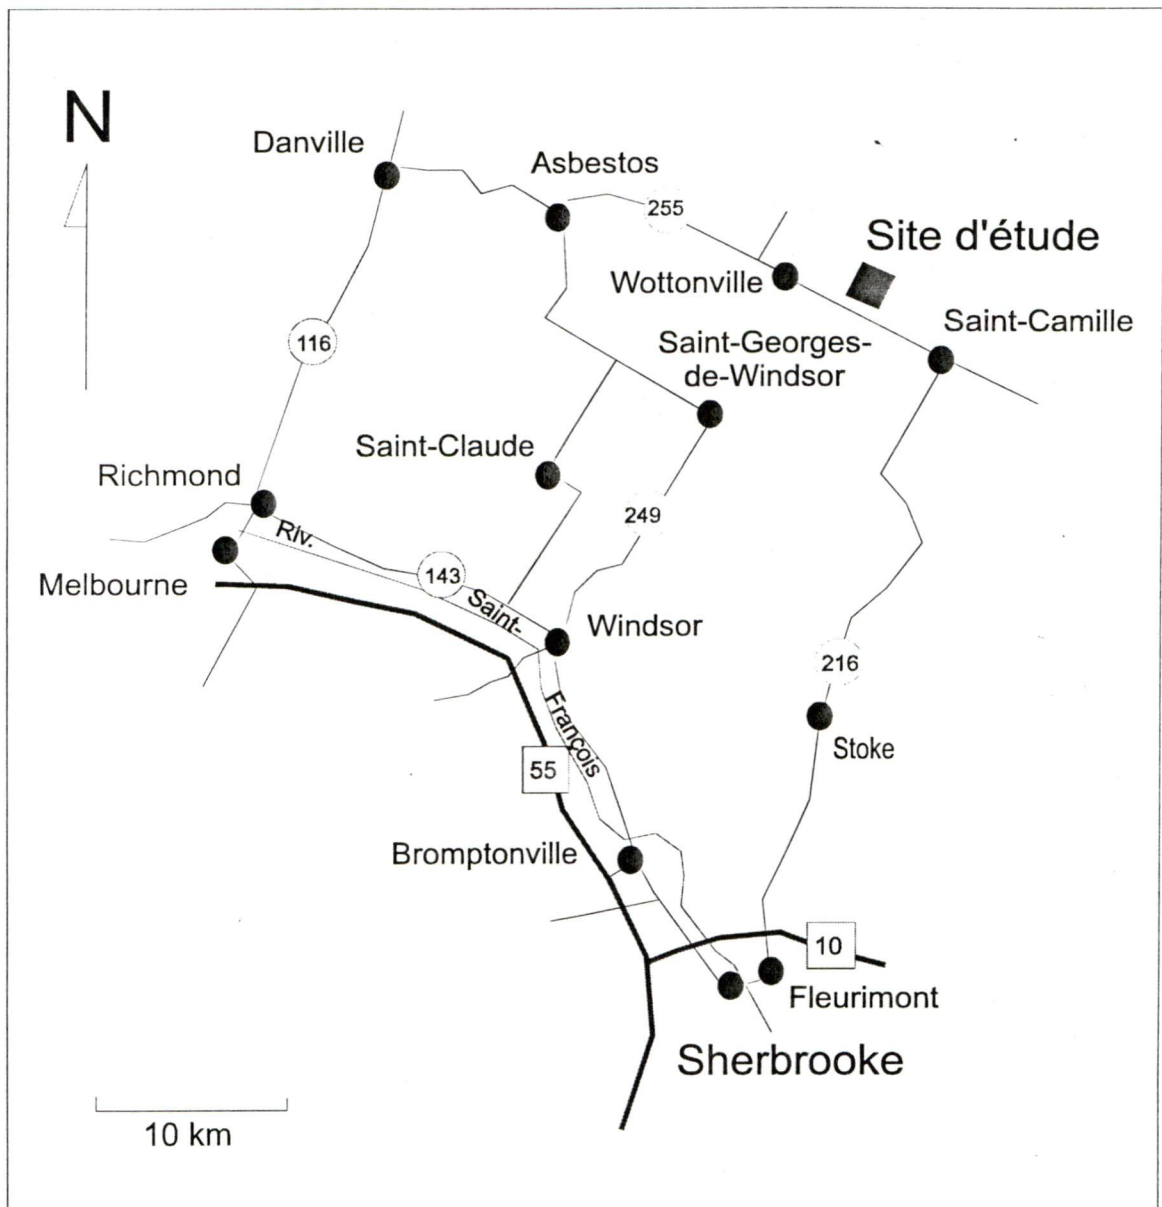 N
Danville
Asbestos
255
Site d'étude
Wottonville
Saint-Camille
116
Saint-Georges-
de-Windsor
Saint-Claude
Richmond
249
Riv.
Melbourne
143
Saint-
Windsor
216
François
Stoke
55
Bromptonville
10
Fleurimont
Sherbrooke
10 km